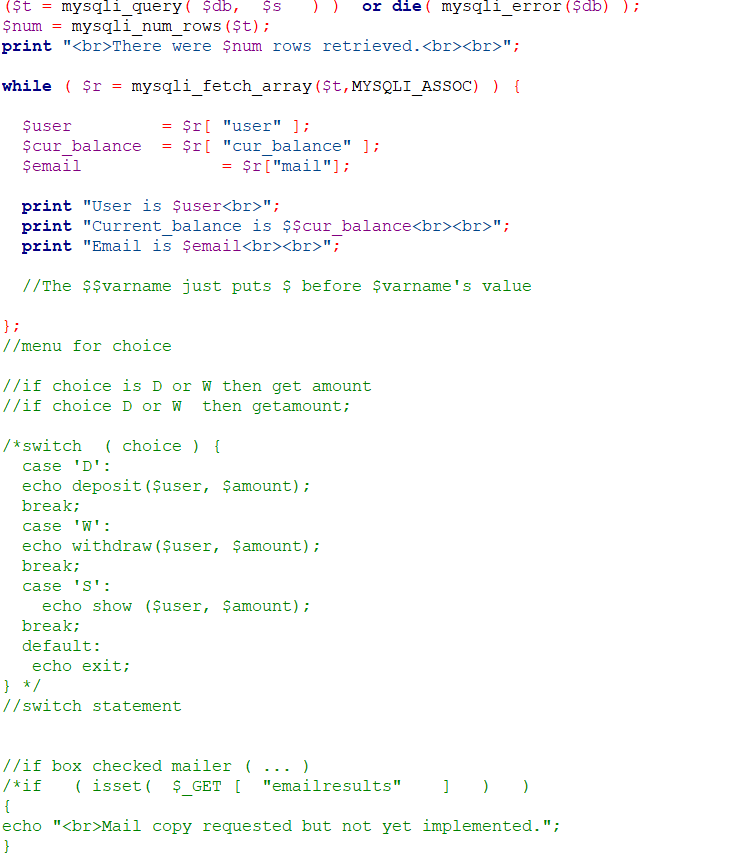 ($t = mysqli_query( $db,  $s   ) )  or die( mysqli_error($db) );
$num = mysqli_num_rows($t);
print "<br>There were $num rows retrieved.<br><br>";
while ( $r = mysqli_fetch_array($t,MYSQLI_ASSOC) ) {
  $user         = $r[ "user" ];
  $cur_balance  = $r[ "cur_balance" ];
  $email              = $r["mail"];
  print "User is $user<br>";
  print "Current_balance is $$cur_balance<br><br>";
  print "Email is $email<br><br>";
  //The $$varname just puts $ before $varname's value
};
//menu for choice
//if choice is D or W then get amount
//if choice D or W  then getamount;
/*switch  ( choice ) {
  case 'D':
  echo deposit($user, $amount);
  break;
  case 'W':
  echo withdraw($user, $amount);
  break;
  case 'S':
    echo show ($user, $amount);
  break;
  default:
   echo exit;
} */
//switch statement
//if box checked mailer ( ... )
/*if   ( isset(  $_GET [  "emailresults"    ]   )   )
{
echo "<br>Mail copy requested but not yet implemented.";
}